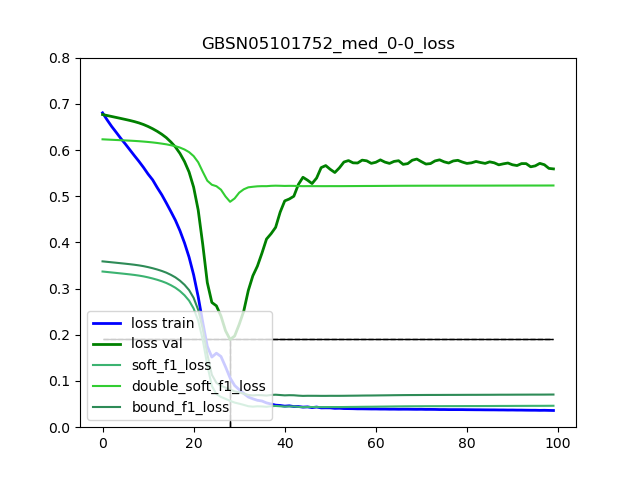 GBSN05101752_med_0-0_loss
0.8
0.7
0.6
0.5
0.4
0.3
0.2
0.1
0.0
loss train
loss val
soft_f1_loss
double_soft_f1_loss
bound_f1_loss
0 20 40 60 80 100